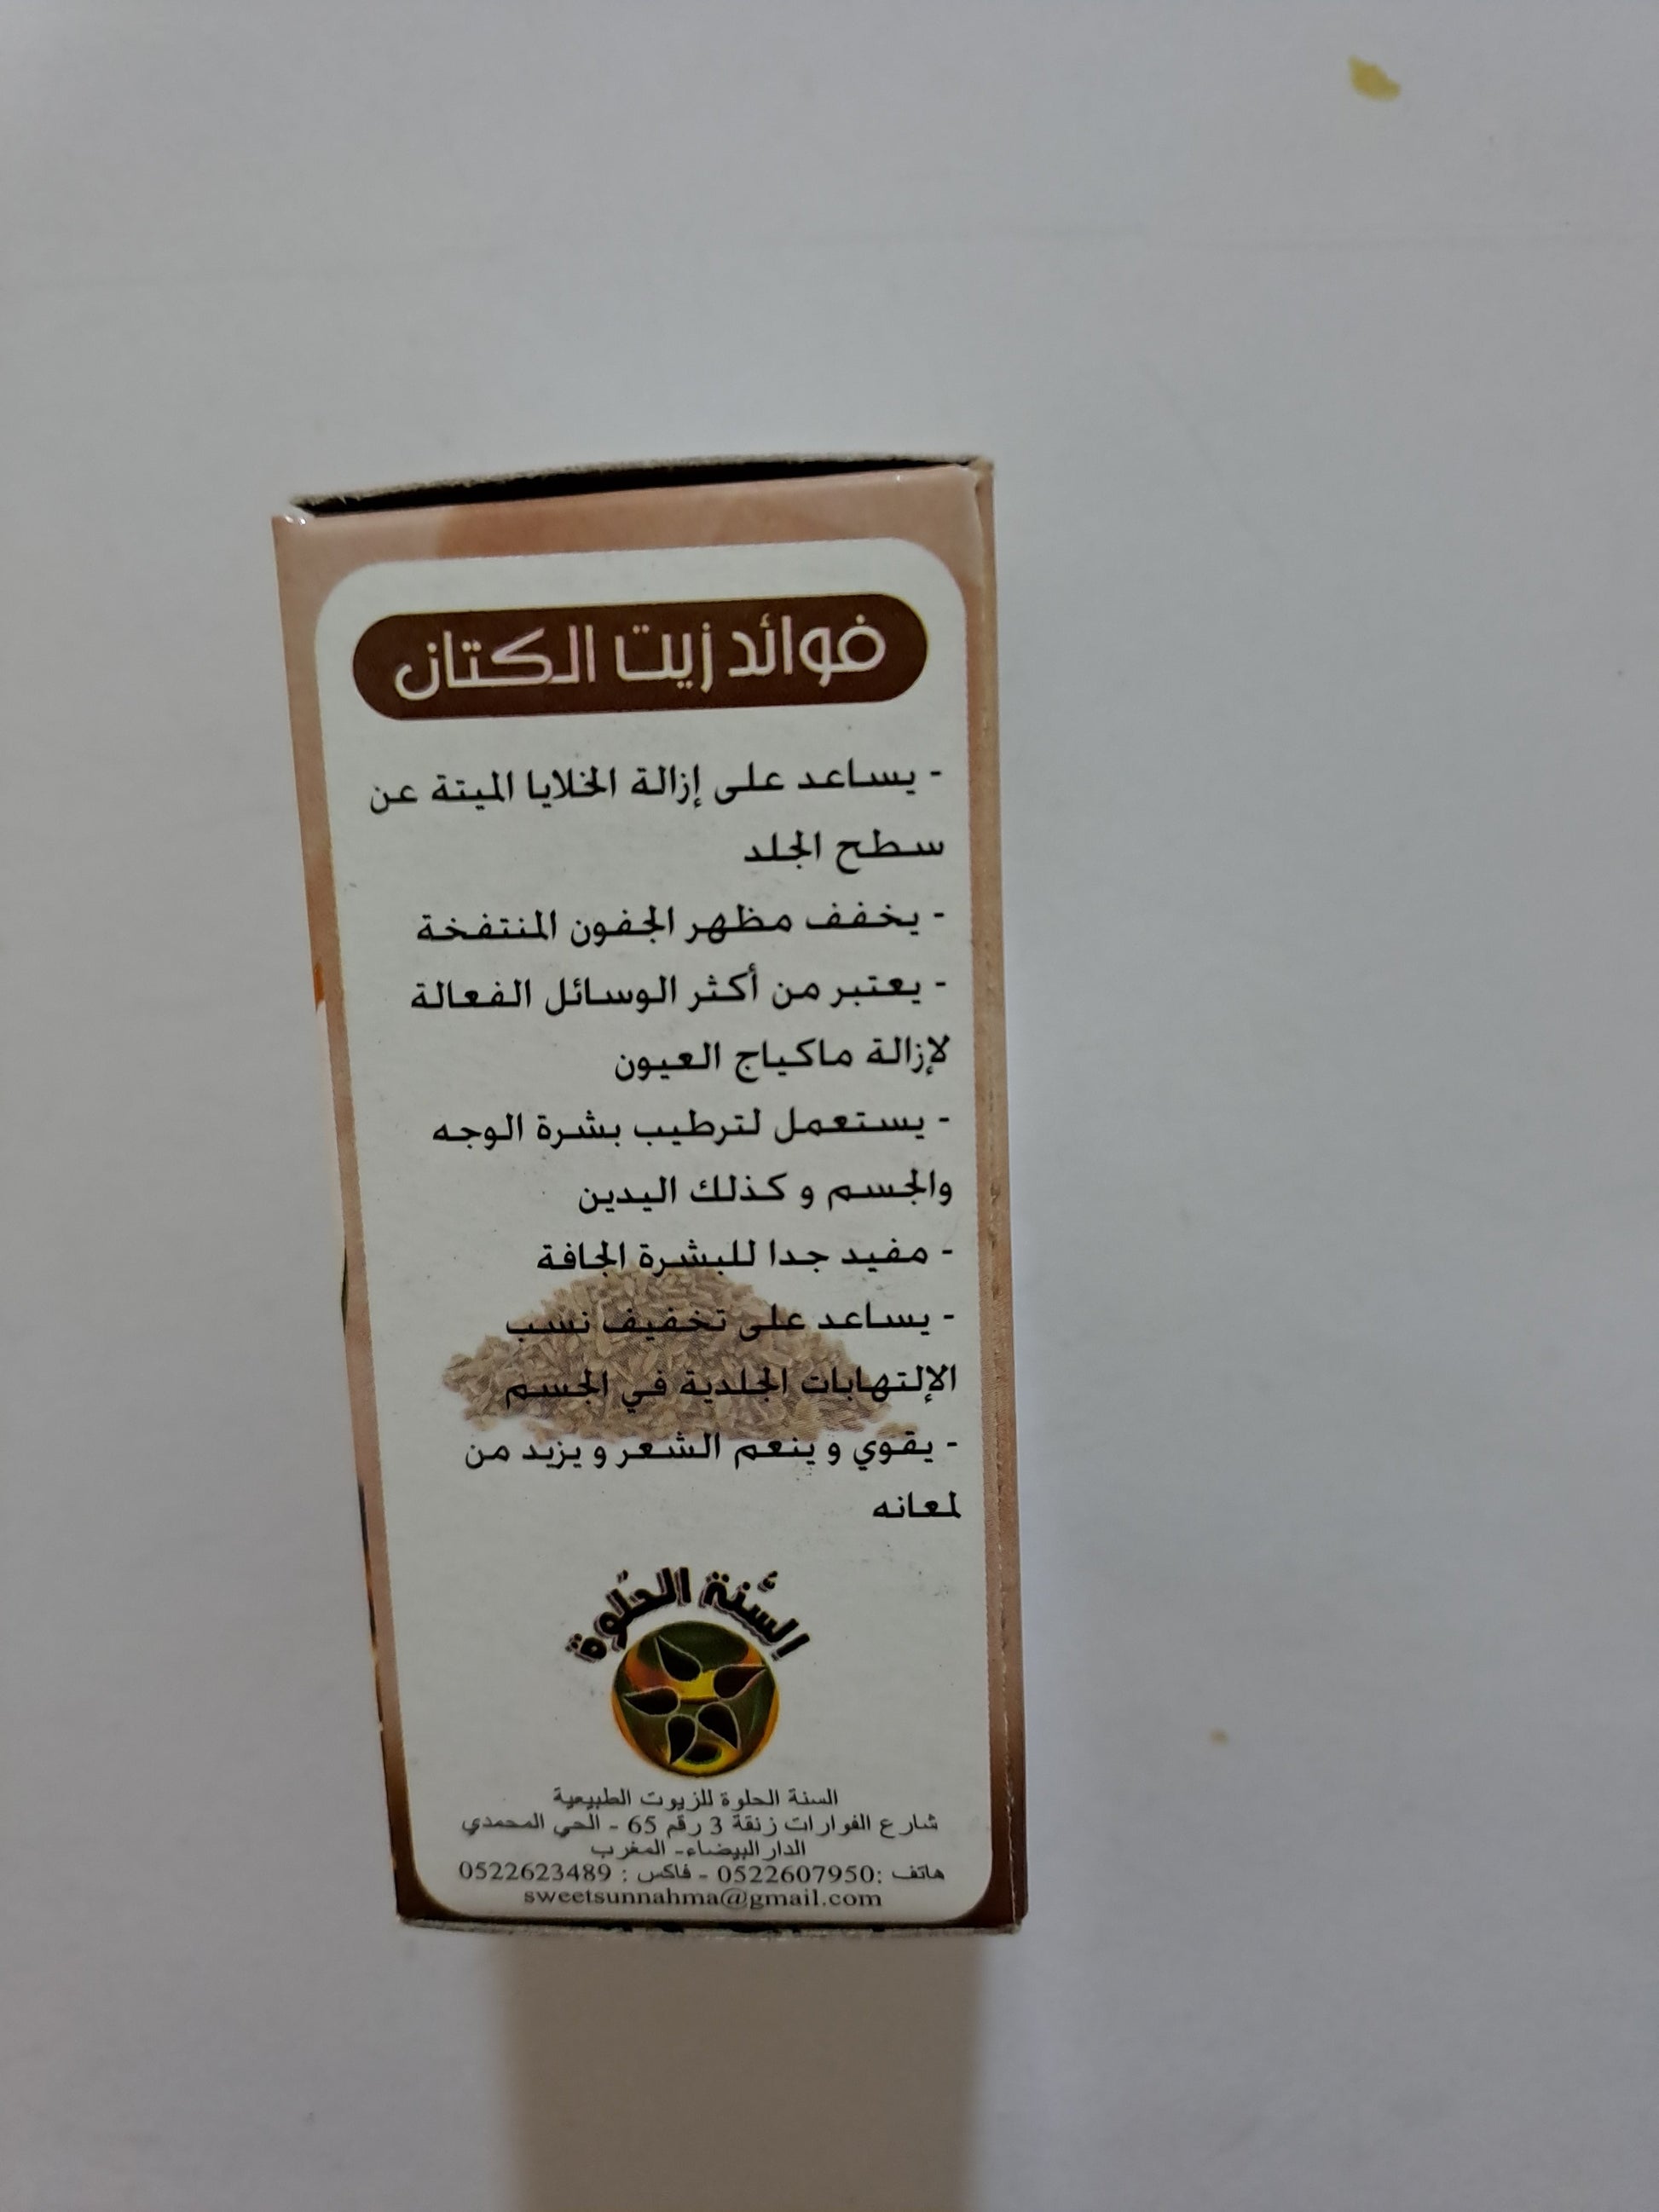 فوائد زيت الكتان
- يساعد على إزالة الخلايا الميتة عن
سطح الجلد
- يخفف مظهر الجفون المنتفخة
- يعتبر من أكثر الوسائل الفعالة
لإزالة ماكياج العيون
- يستعمل لترطيب بشرة الوجه
والجسم و كذلك اليدين
- مفيد جدا للبشرة الجافة
- يساعد على تخفيف نسب
الإلتهابات الجلدية في الجسم
- يقوي و ينعم الشعر و يزيد من
لمعانه
السنة الحلوة
السنة الحلوة للزيوت الطبيعية
شارع الفوارات زنقة 3 رقم 65 - الحي المحمدي
الدار البيضاء- المغرب
هاتف :0522607950 - فاكس : 0522623489
sweetsunnahma@gmail.com